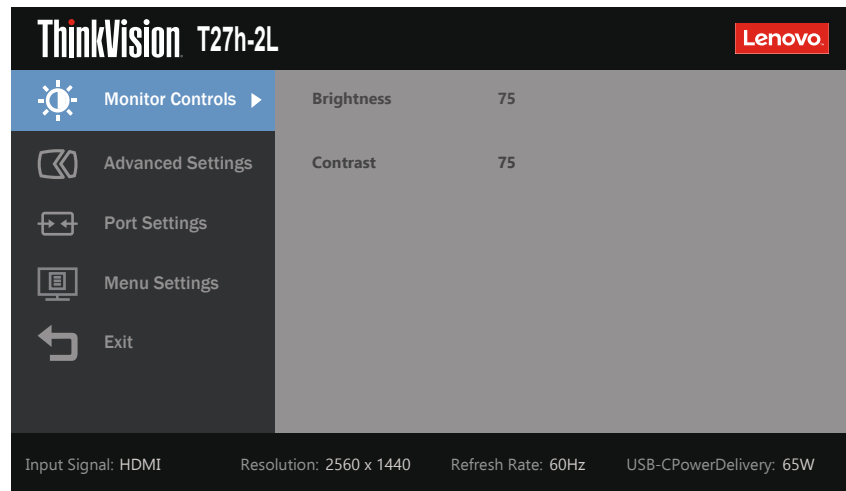 ThinkVision T27h-2L
Lenovo.
Monitor Controls
Brightness 75
Advanced Settings
Contrast 75
Port Settings
Menu Settings
Exit
Input Signal: HDMI Resolution: 2560 x 1440 Refresh Rate: 60Hz USB-CPowerDelivery: 65W